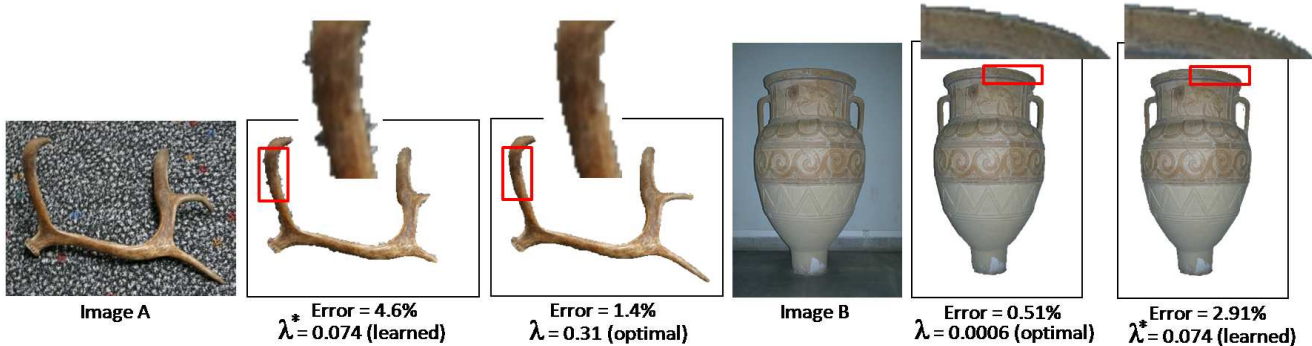 Image A
Error = 4.6%
λ* = 0.074 (learned)
Error = 1.4%
λ = 0.31 (optimal)
Image B
Error = 0.51%
λ = 0.0006 (optimal)
Error = 2.91%
λ* = 0.074 (learned)